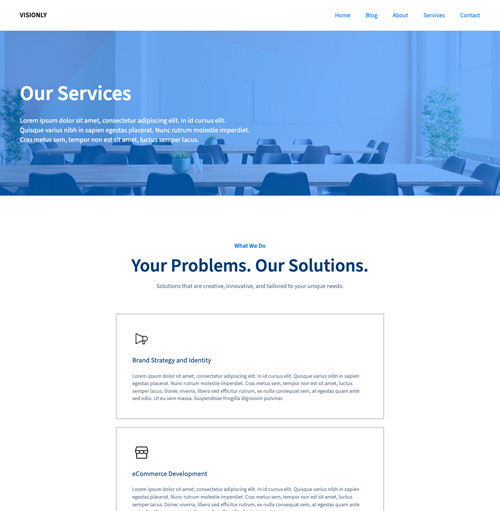 VISIONLY
Home Blog About Services Contact
Our Services
Lorem ipsum dolor sit amet, consectetur adipiscing elit. In id cursus elit.
Quisque varius nibh in sapien egestas placerat. Nunc rutrum molestie imperdiet.
Cras metus sem, tempor non est sit amet, luctus semper lacus.
What We Do
Your Problems. Our Solutions.
Solutions that are creative, innovative, and tailored to your unique needs.
Brand Strategy and Identity
Lorem ipsum dolor sit amet, consectetur adipiscing elit. In id cursus elit. Quisque varius nibh in sapien
egestas placerat. Nunc rutrum molestie imperdiet. Cras metus sem, tempor non est sit amet, luctus
semper lacus. Donec viverra, libero sed efficitur rutrum, ex nulla consequat sem, at egestas quam ante
sed odio. Ut eu sem massa. Suspendisse fringilla dignissim pulvinar.
eCommerce Development
Lorem ipsum dolor sit amet, consectetur adipiscing elit. In id cursus elit. Quisque varius nibh in sapien
egestas placerat. Nunc rutrum molestie imperdiet. Cras metus sem, tempor non est sit amet, luctus
semper lacus. Donec viverra, libero sed efficitur rutrum, ex nulla consequat sem, at egestas quam ante